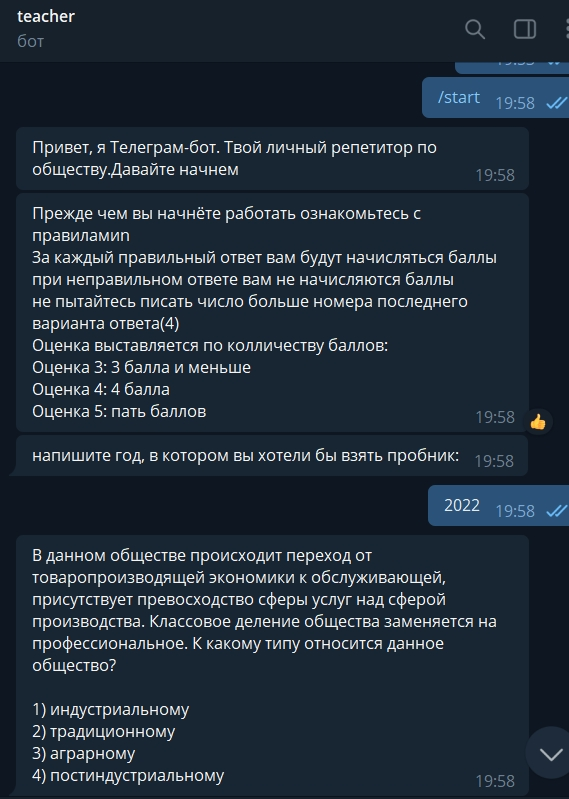 teacher
бот
/start 19:58
Привет, я Телеграм-бот. Твой личный репетитор по
обществу.Давайте начнем
19:58
Прежде чем вы начнёте работать ознакомьтесь с
правиламиn
За каждый правильный ответ вам будут начисляться баллы
при неправильном ответе вам не начисляются баллы
не пытайтесь писать число больше номера последнего
варианта ответа(4)
Оценка выставляется по колличеству баллов:
Оценка 3: 3 балла и меньше
Оценка 4: 4 балла
Оценка 5: пать баллов
19:58
напишите год, в котором вы хотели бы взять пробник: 19:58
2022 19:58
В данном обществе происходит переход от
товаропроизводящей экономики к обслуживающей,
присутствует превосходство сферы услуг над сферой
производства. Классовое деление общества заменяется на
профессиональное. К какому типу относится данное
общество?
1) индустриальному
2) традиционному
3) аграрному
4) постиндустриальному
19:58